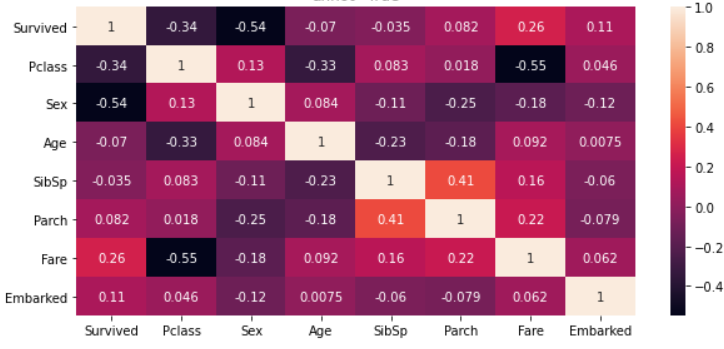 Survived 1 -0.34 -0.54 -0.07 -0.035 0.082 0.26 0.11
Pclass -0.34 1 0.13 -0.33 0.083 0.018 -0.55 0.046
Sex -0.54 0.13 1 0.084 -0.11 -0.25 -0.18 -0.12
Age -0.07 -0.33 0.084 1 -0.23 -0.18 0.092 0.0075
SibSp -0.035 0.083 -0.11 -0.23 1 0.41 0.16 -0.06
Parch 0.082 0.018 -0.25 -0.18 0.41 1 0.22 -0.079
Fare 0.26 -0.55 -0.18 0.092 0.16 0.22 1 0.062
Embarked 0.11 0.046 -0.12 0.0075 -0.06 -0.079 0.062 1
Survived Pclass Sex Age SibSp Parch Fare Embarked
1.0
0.8
0.6
0.4
0.2
0.0
-0.2
-0.4